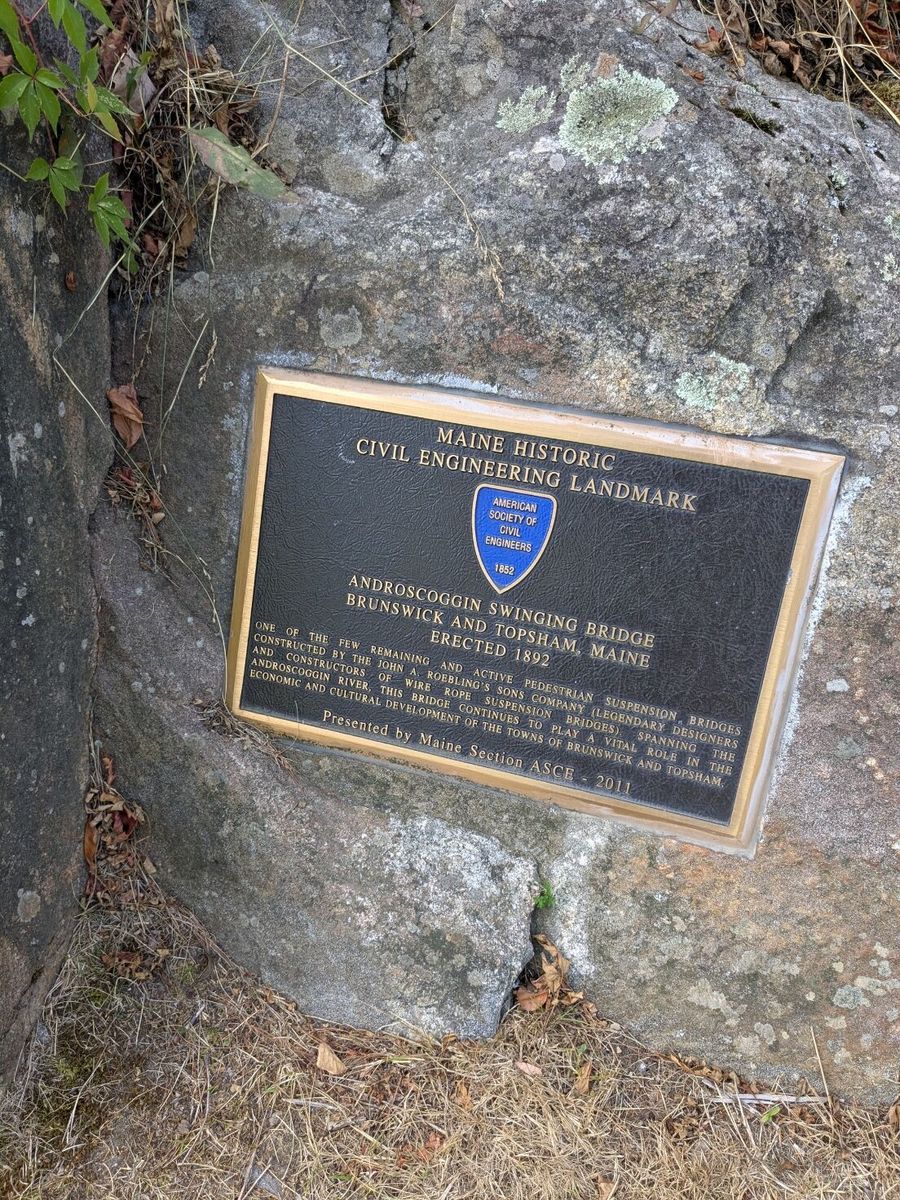 MAINE HISTORIC
CIVIL ENGINEERING LANDMARK
AMERICAN
SOCIETY OF
CIVIL
ENGINEERS
1852
ANDROSCOGGIN SWINGING BRIDGE
BRUNSWICK AND TOPSHAM, MAINE
ERECTED 1892
ONE OF THE FEW REMAINING AND ACTIVE PEDESTRIAN SUSPENSION BRIDGES
CONSTRUCTED BY THE JOHN A. ROEBLING'S SONS COMPANY (LEGENDARY DESIGNERS
AND CONSTRUCTORS OF WIRE ROPE SUSPENSION BRIDGES). SPANNING THE
ANDROSCOGGIN RIVER, THIS BRIDGE CONTINUES TO PLAY A VITAL ROLE IN THE
ECONOMIC AND CULTURAL DEVELOPMENT OF THE TOWNS OF BRUNSWICK AND TOPSHAM.
Presented by Maine Section ASCE - 2011